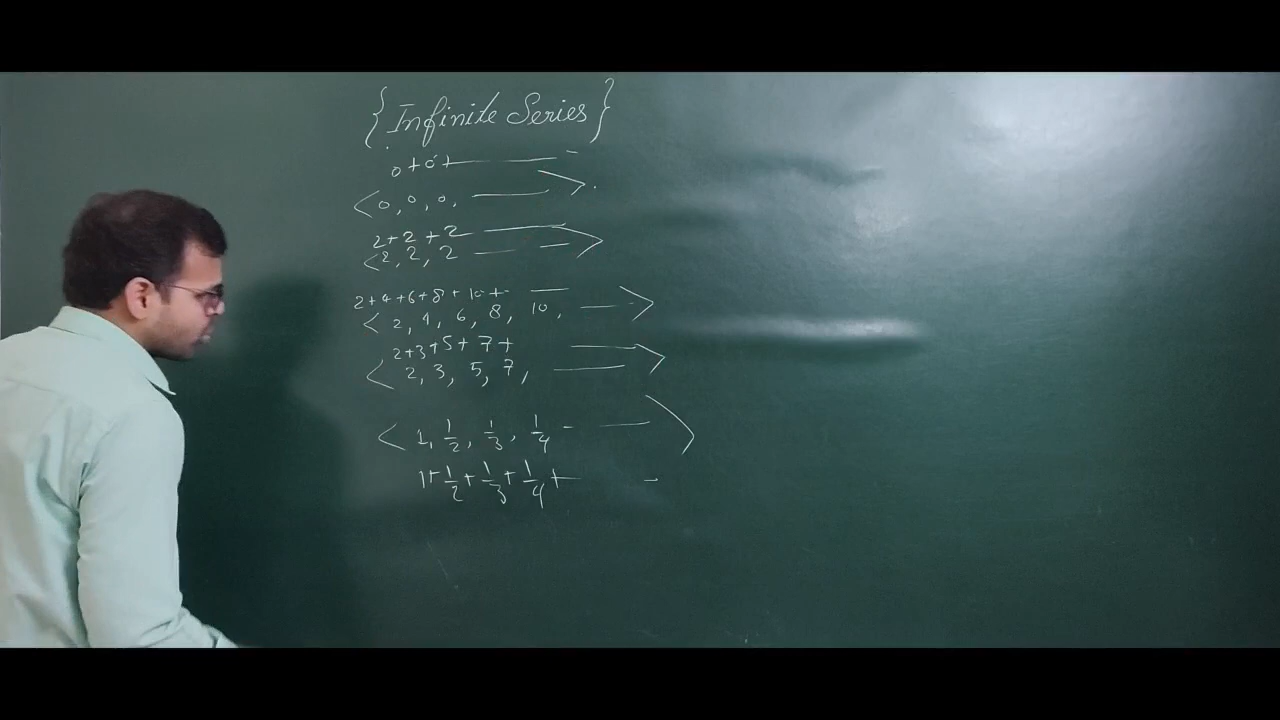 {Infinite Series}
0+0+ — -
<0, 0, 0, — >.
2+2+2 —
<2, 2, 2 — - >
2+4+6+8+10+- —
<2, 4, 6, 8, 10, — - >
2+3+5+7+ —
<2, 3, 5, 7, — >
<1, 1/2, 1/3, 1/4 - — >
1+1/2+1/3+1/4+— -